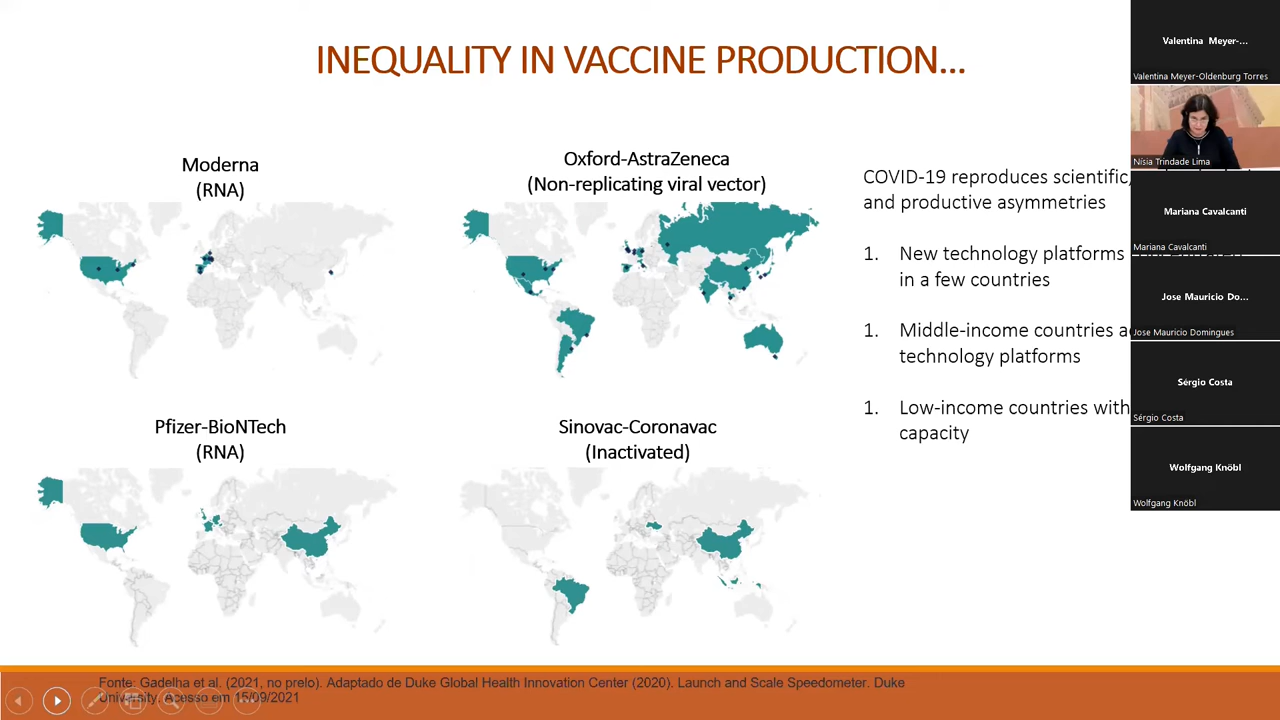 INEQUALITY IN VACCINE PRODUCTION...
Moderna
(RNA)
Oxford-AstraZeneca
(Non-replicating viral vector)
Pfizer-BioNTech
(RNA)
Sinovac-Coronavac
(Inactivated)
COVID-19 reproduces scientific,
and productive asymmetries
1. New technology platforms
in a few countries
1. Middle-income countries
technology platforms
1. Low-income countries with
capacity
Fonte: Gadelha et al. (2021, no prelo). Adaptado de Duke Global Health Innovation Center (2020). Launch and Scale Speedometer. Duke
University. Acesso em 15/09/2021
Valentina Meyer-...
Valentina Meyer-Oldenburg Torres
Nísia Trindade Lima
Mariana Cavalcanti
Mariana Cavalcanti
Jose Mauricio Do...
Jose Mauricio Domingues
Sérgio Costa
Sérgio Costa
Wolfgang Knöbl
Wolfgang Knöbl